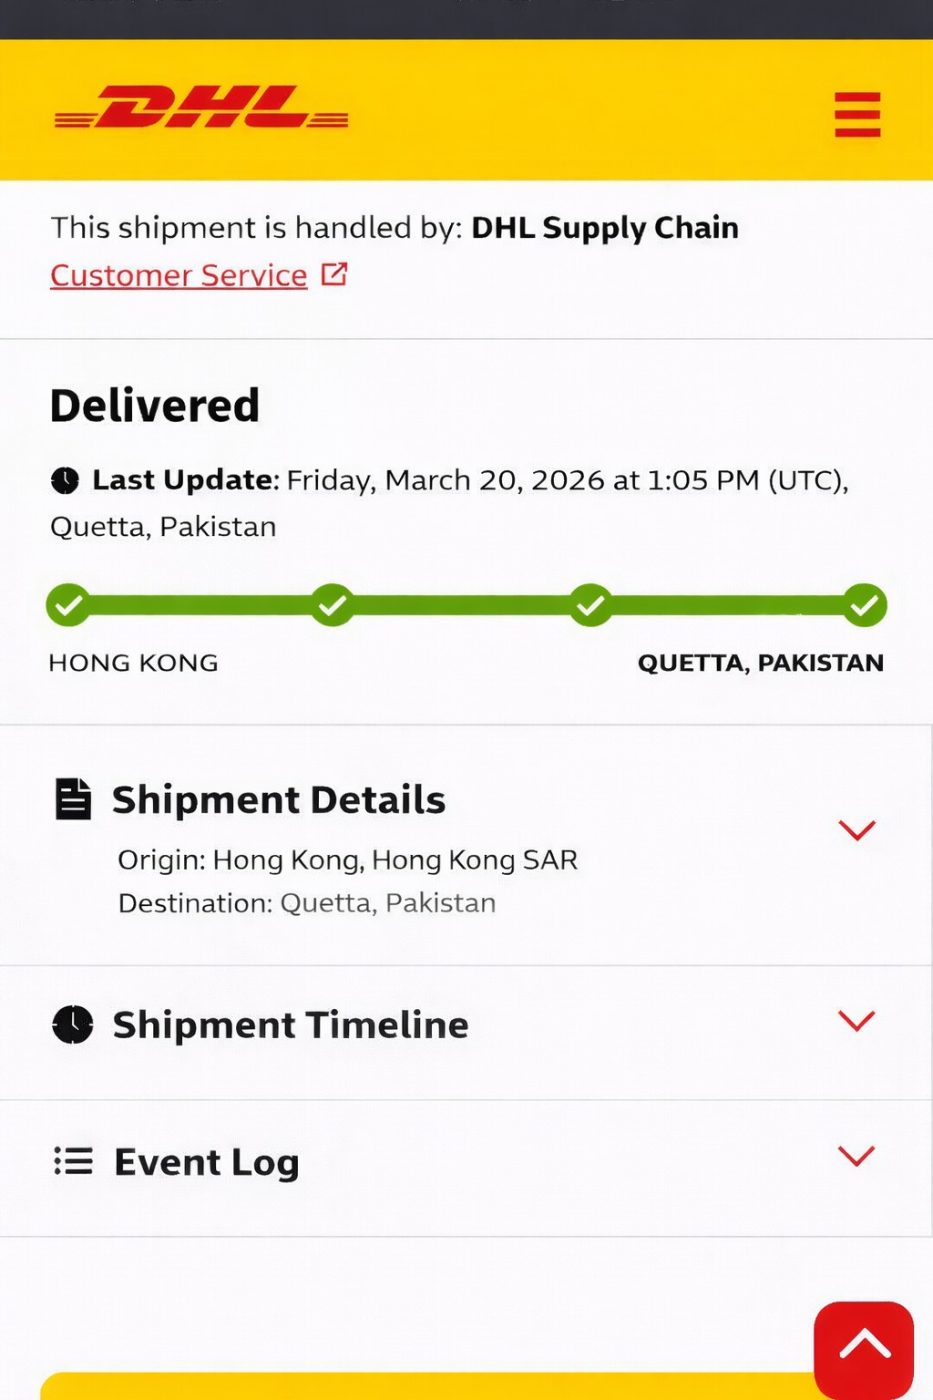 DHL
This shipment is handled by: DHL Supply Chain
Customer Service
Delivered
Last Update: Friday, March 20, 2026 at 1:05 PM (UTC),
Quetta, Pakistan
HONG KONG
QUETTA, PAKISTAN
Shipment Details
Origin: Hong Kong, Hong Kong SAR
Destination: Quetta, Pakistan
Shipment Timeline
Event Log